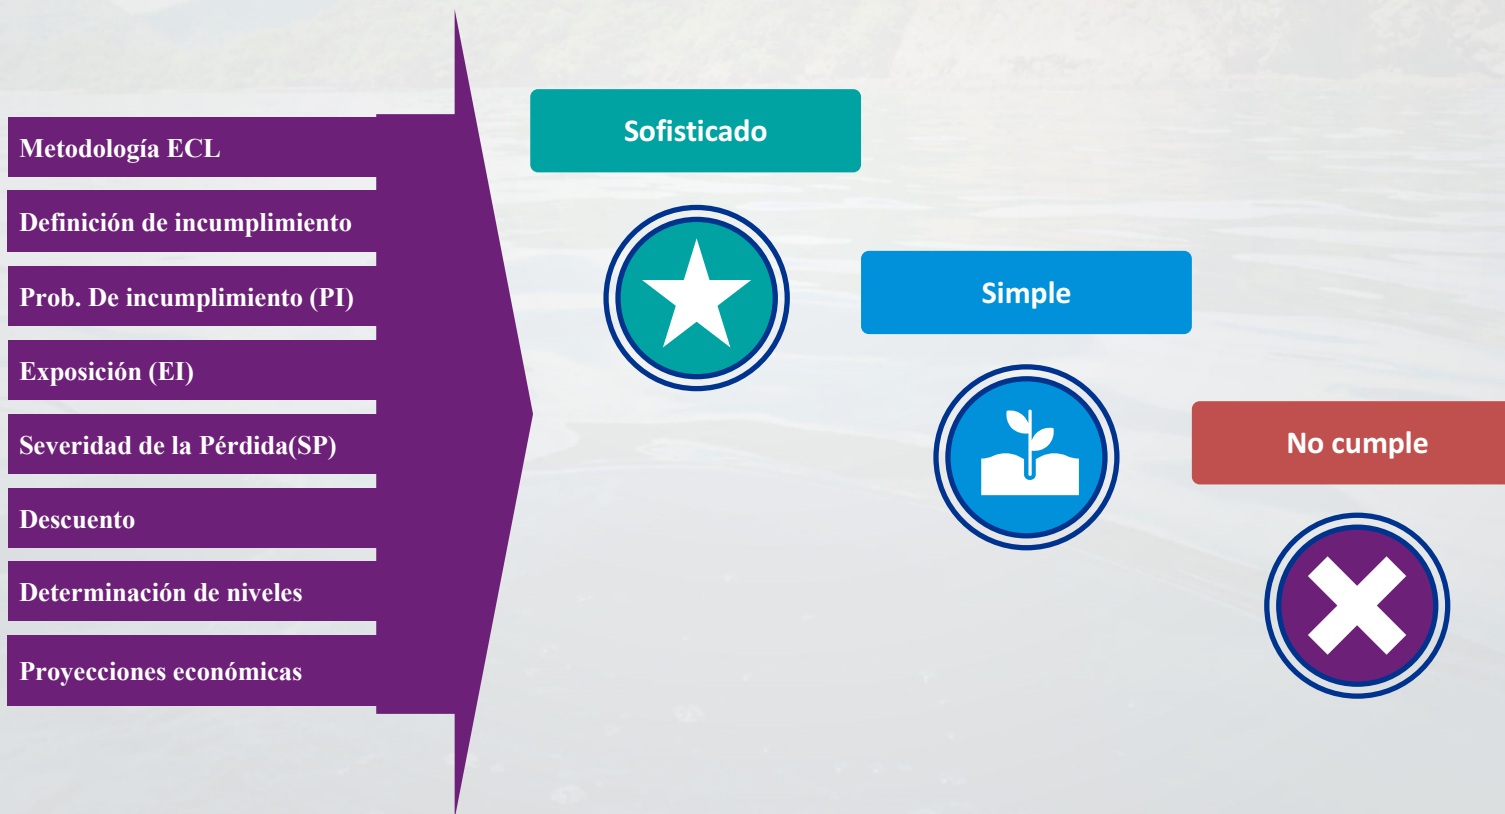 Metodología ECL
Definición de incumplimiento
Prob. De incumplimiento (PI)
Exposición (EI)
Severidad de la Pérdida(SP)
Descuento
Determinación de niveles
Proyecciones económicas
Sofisticado
Simple
No cumple